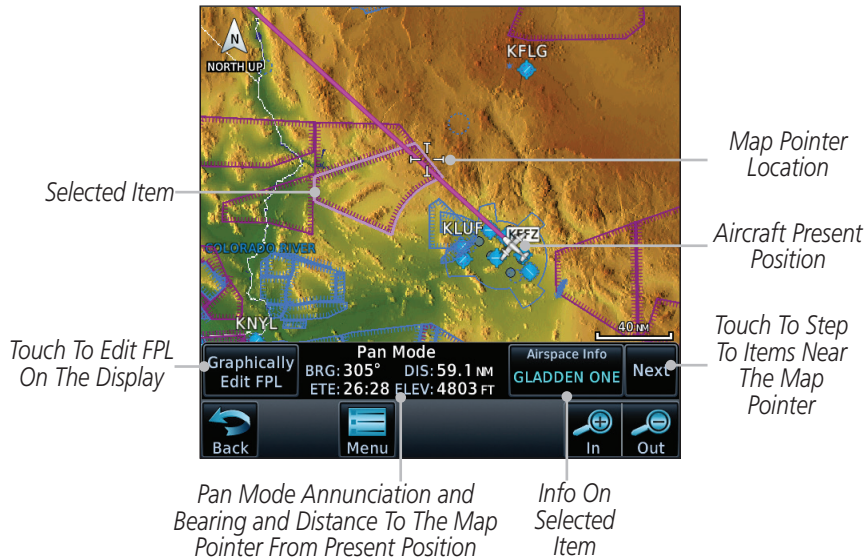 KFLG
N
NORTH UP
Map Pointer
Location
Selected Item
KLUF
KFFZ
Aircraft Present
Position
COLORADO RIVER
KNYL
40 NM
Touch To Edit FPL
On The Display
Graphically
Edit FPL
Pan Mode
BRG: 305° DIS: 59.1 NM
ETE: 26:28 ELEV: 4803 FT
Airspace Info
GLADDEN ONE
Next
Touch To Step
To Items Near
The Map
Pointer
Back
Menu
In
Out
Pan Mode Annunciation and
Bearing and Distance To The Map
Pointer From Present Position
Info On
Selected
Item